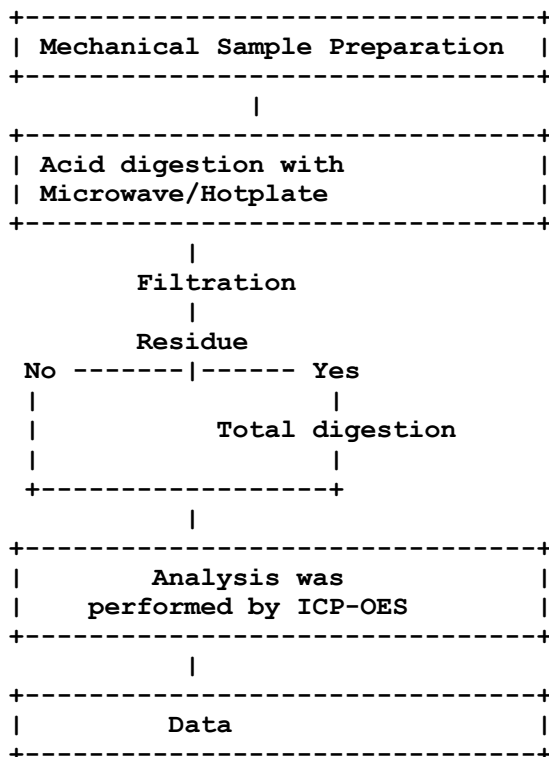 Mechanical Sample Preparation
Acid digestion with
Microwave/Hotplate
Filtration
Residue
No Yes
Total digestion
Analysis was
performed by ICP-OES
Data